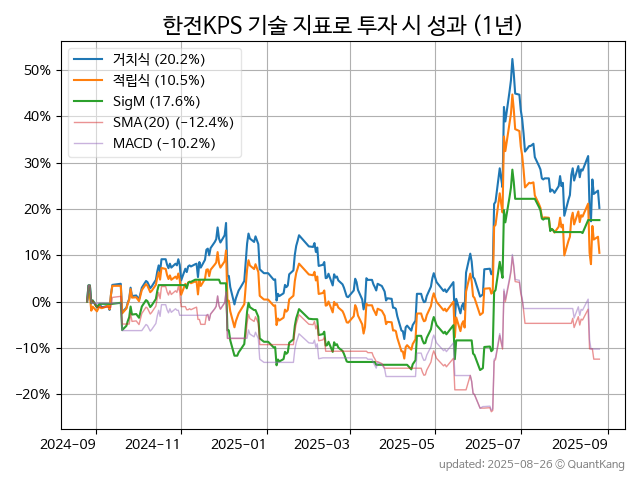 한전KPS 기술 지표로 투자 시 성과 (1년)
거치식 (20.2%)
적립식 (10.5%)
SigM (17.6%)
SMA(20) (−12.4%)
MACD (−10.2%)
50%
40%
30%
20%
10%
0%
−10%
−20%
2024-09 2024-11 2025-01 2025-03 2025-05 2025-07 2025-09
updated: 2025-08-26 © QuantKang